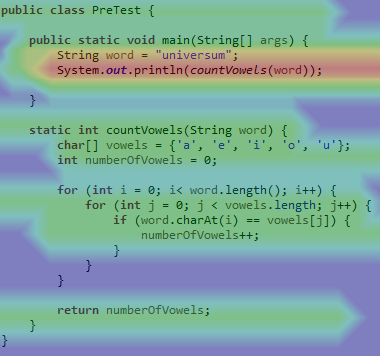 public class PreTest {
public static void main(String[] args) {
String word = "universum";
System.out.println(countVowels(word));
}
static int countVowels(String word) {
char[] vowels = {'a', 'e', 'i', 'o', 'u'};
int numberOfVowels = 0;
for (int i = 0; i< word.length(); i++) {
for (int j = 0; j < vowels.length; j++) {
if (word.charAt(i) == vowels[j]) {
numberOfVowels++;
}
}
}
return numberOfVowels;
}
}